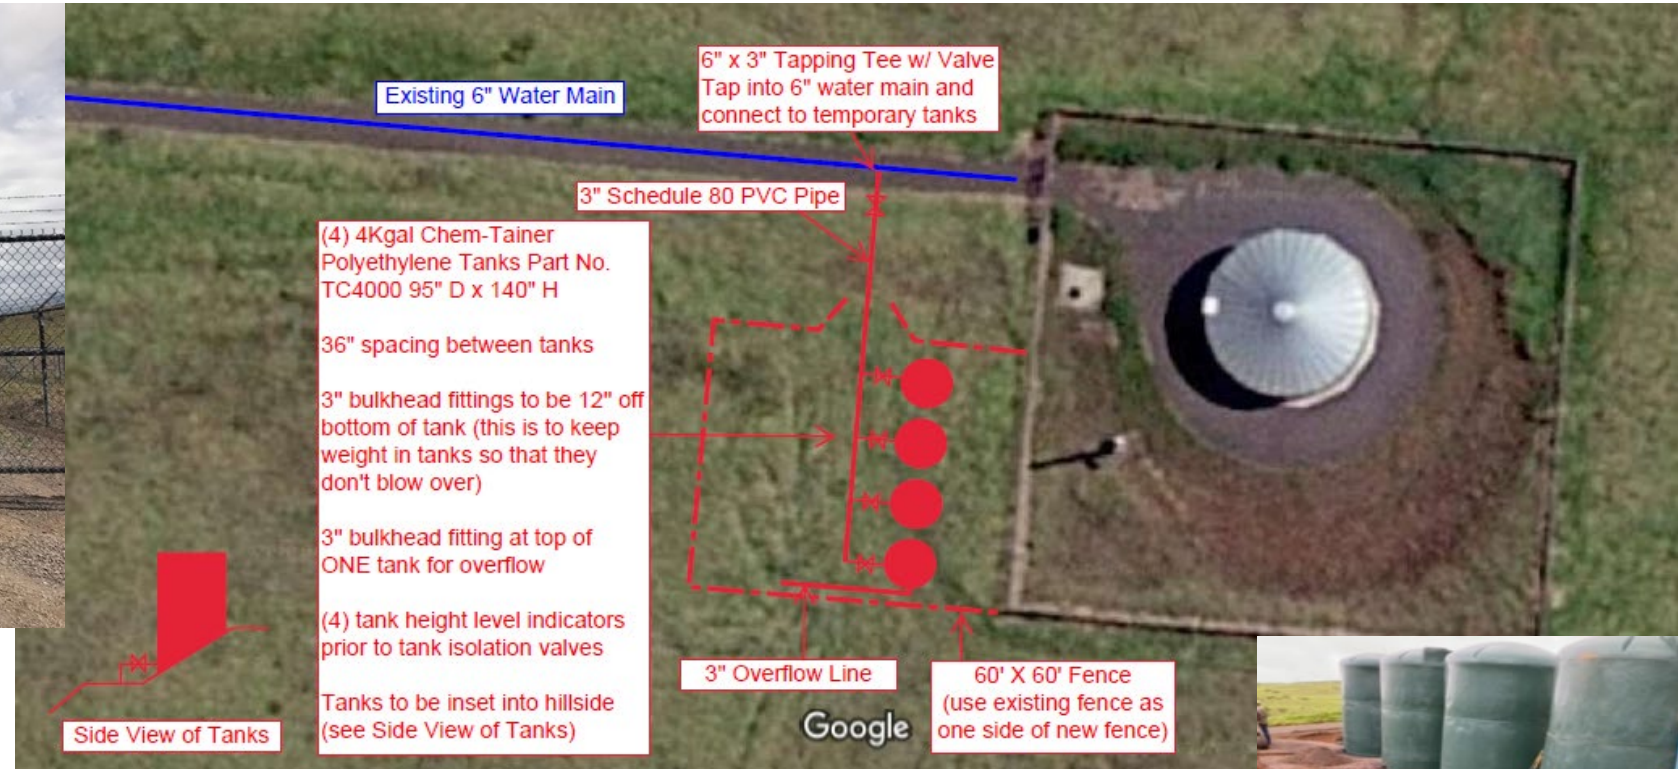 Existing 6" Water Main
6" x 3" Tapping Tee w/ Valve
Tap into 6" water main and
connect to temporary tanks
3" Schedule 80 PVC Pipe
(4) 4Kgal Chem-Tainer
Polyethylene Tanks Part No.
TC4000 95" D x 140" H
36" spacing between tanks
3" bulkhead fittings to be 12" off
bottom of tank (this is to keep
weight in tanks so that they
don't blow over)
3" bulkhead fitting at top of
ONE tank for overflow
(4) tank height level indicators
prior to tank isolation valves
Tanks to be inset into hillside
(see Side View of Tanks)
Side View of Tanks
3" Overflow Line
60' X 60' Fence
(use existing fence as
one side of new fence)
Google